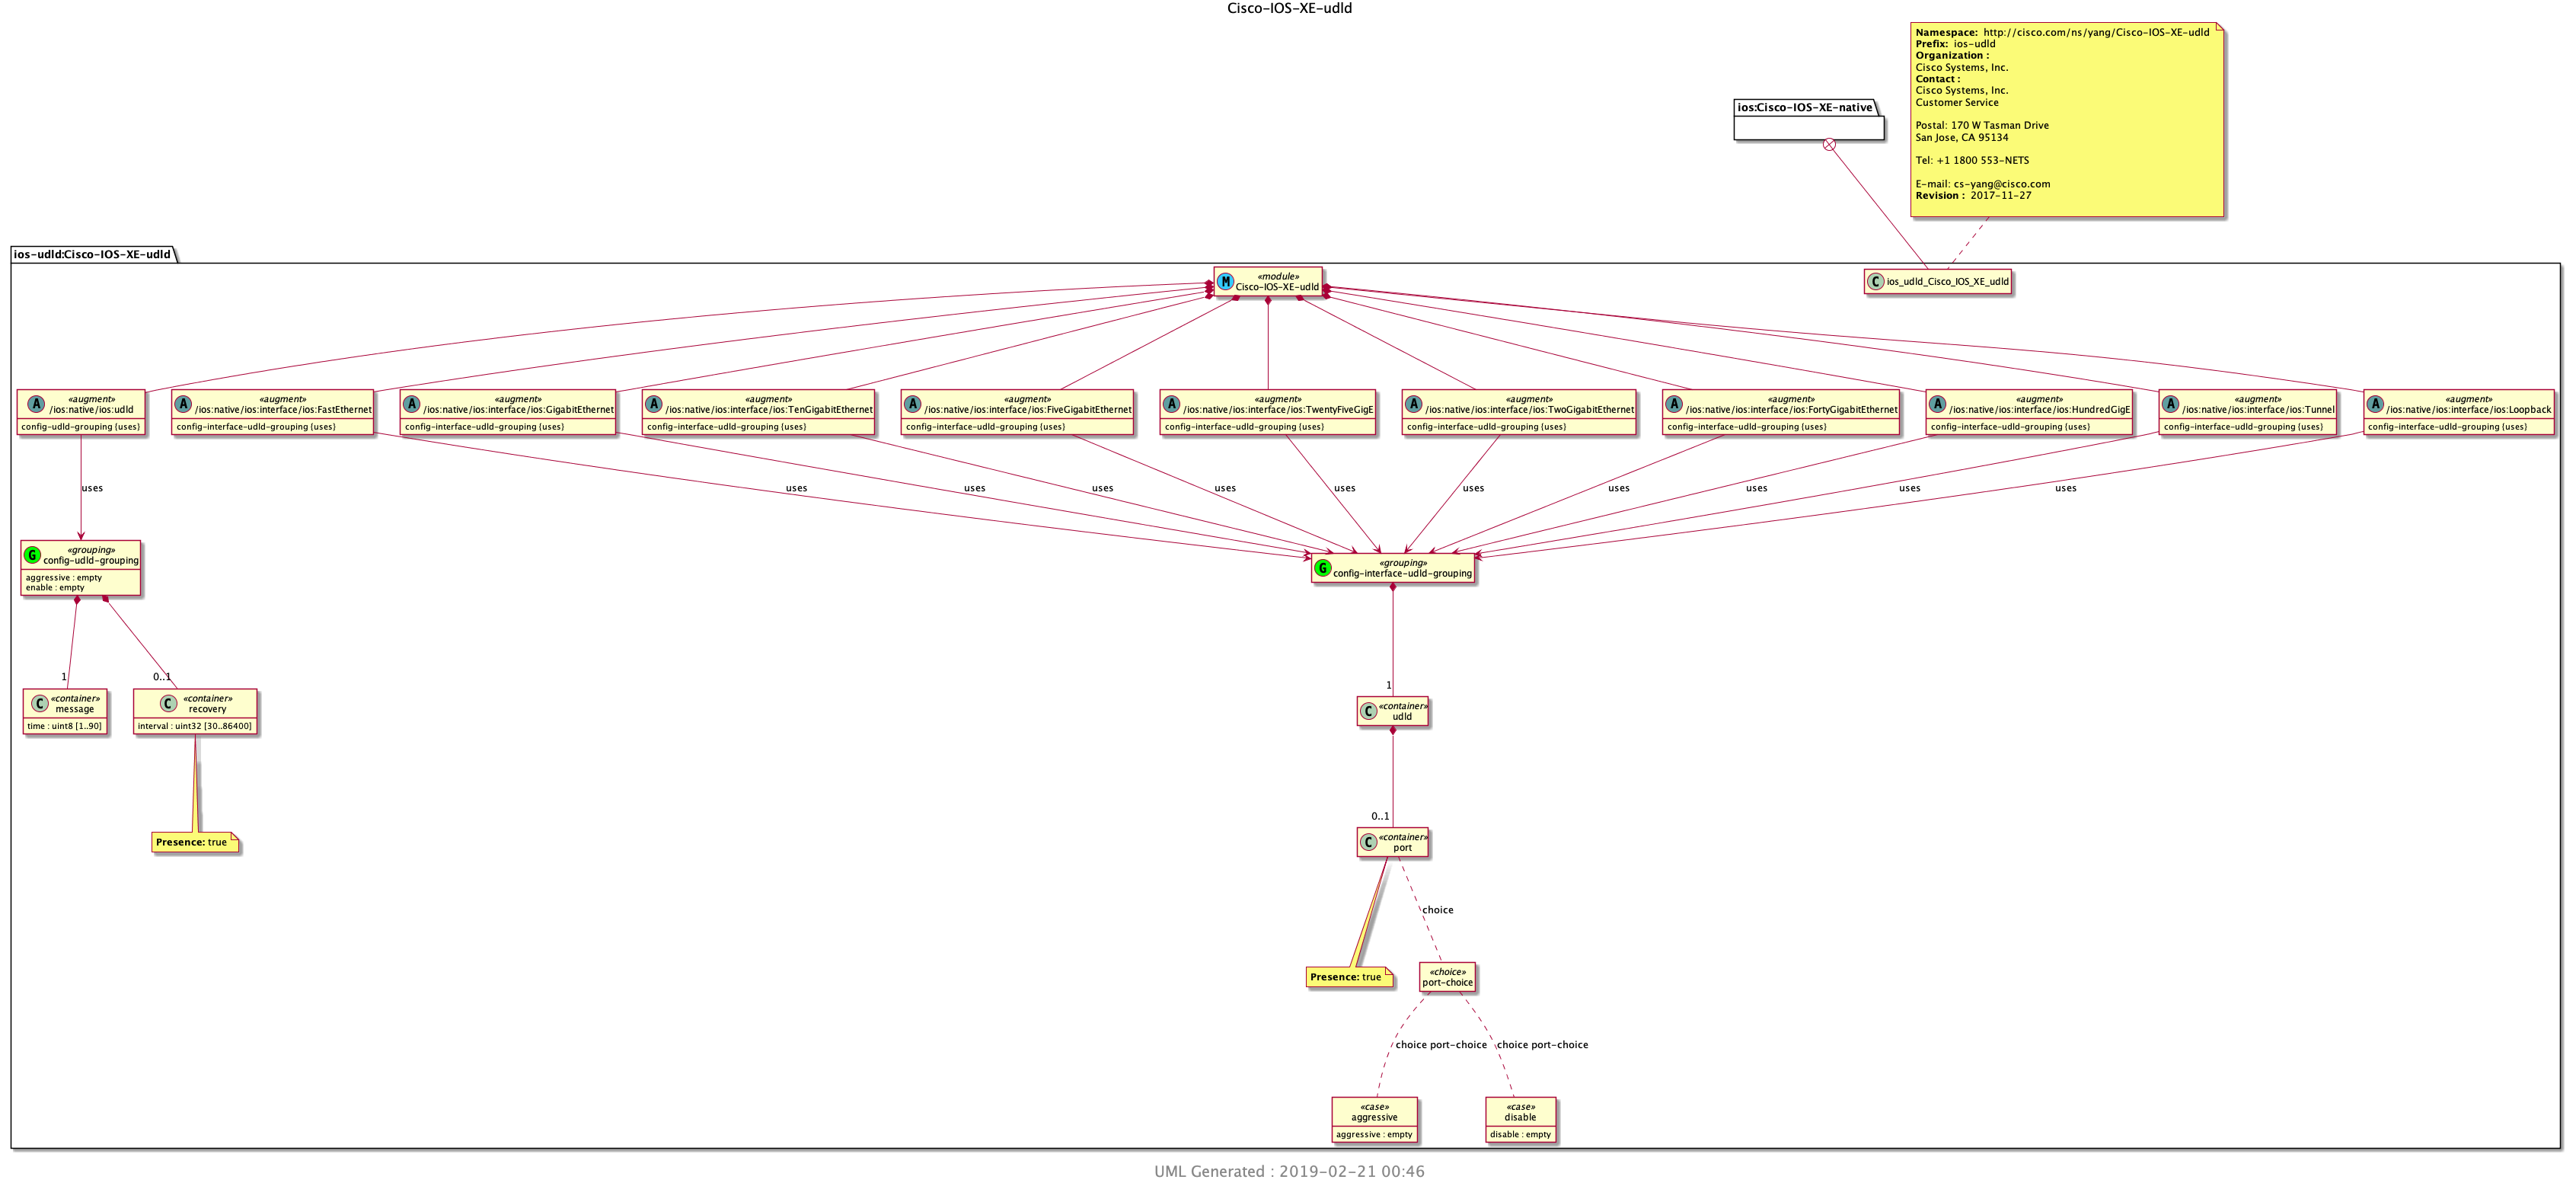 Cisco-IOS-XE-udld
Namespace: http://cisco.com/ns/yang/Cisco-IOS-XE-udld
Prefix: ios-udld
Organization :
Cisco Systems, Inc.
Contact :
Cisco Systems, Inc.
Customer Service
Postal: 170 W Tasman Drive
San Jose, CA 95134
Tel: +1 1800 553-NETS
E-mail: cs-yang@cisco.com
Revision : 2017-11-27
ios:Cisco-IOS-XE-native
ios-udld:Cisco-IOS-XE-udld
M
«module»
Cisco-IOS-XE-udld
C
ios_udld_Cisco_IOS_XE_udld
A
«augment»
/ios:native/ios:udld
config-udld-grouping {uses}
A
«augment»
/ios:native/ios:interface/ios:FastEthernet
config-interface-udld-grouping {uses}
A
«augment»
/ios:native/ios:interface/ios:GigabitEthernet
config-interface-udld-grouping {uses}
A
«augment»
/ios:native/ios:interface/ios:TenGigabitEthernet
config-interface-udld-grouping {uses}
A
«augment»
/ios:native/ios:interface/ios:FiveGigabitEthernet
config-interface-udld-grouping {uses}
A
«augment»
/ios:native/ios:interface/ios:TwentyFiveGigE
config-interface-udld-grouping {uses}
A
«augment»
/ios:native/ios:interface/ios:TwoGigabitEthernet
config-interface-udld-grouping {uses}
A
«augment»
/ios:native/ios:interface/ios:FortyGigabitEthernet
config-interface-udld-grouping {uses}
A
«augment»
/ios:native/ios:interface/ios:HundredGigE
config-interface-udld-grouping {uses}
A
«augment»
/ios:native/ios:interface/ios:Tunnel
config-interface-udld-grouping {uses}
A
«augment»
/ios:native/ios:interface/ios:Loopback
config-interface-udld-grouping {uses}
uses
uses
uses
uses
uses
uses
uses
uses
uses
uses
uses
G
«grouping»
config-udld-grouping
aggressive : empty
enable : empty
G
«grouping»
config-interface-udld-grouping
1
0..1
1
C
«container»
message
time : uint8 [1..90]
C
«container»
recovery
interval : uint32 [30..86400]
C
«container»
udld
0..1
Presence: true
C
«container»
port
choice
Presence: true
«choice»
port-choice
choice port-choice
choice port-choice
«case»
aggressive
aggressive : empty
«case»
disable
disable : empty
UML Generated : 2019-02-21 00:46